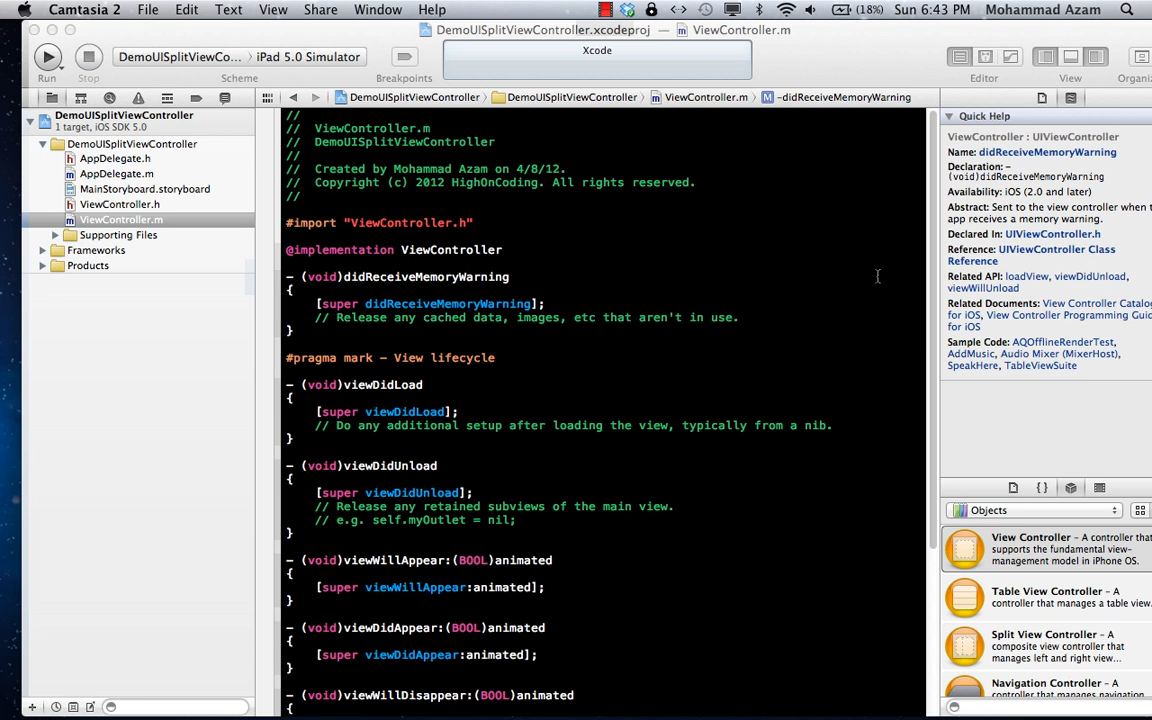 Camtasia 2 File Edit Text View Share Window Help (18%) Sun 6:43 PM Mohammad Azam
DemoUISplitViewController.xcodeproj — ViewController.m
DemoUISplitViewCo... iPad 5.0 Simulator
Xcode
Run Stop Scheme Breakpoints Editor View Organi
DemoUISplitViewController DemoUISplitViewController ViewController.m -didReceiveMemoryWarning
DemoUISplitViewController
1 target, iOS SDK 5.0
DemoUISplitViewController
AppDelegate.h
AppDelegate.m
MainStoryboard.storyboard
ViewController.h
ViewController.m
Supporting Files
Frameworks
Products
//
// ViewController.m
// DemoUISplitViewController
//
// Created by Mohammad Azam on 4/8/12.
// Copyright (c) 2012 HighOnCoding. All rights reserved.
//
#import "ViewController.h"
@implementation ViewController
- (void)didReceiveMemoryWarning
{
[super didReceiveMemoryWarning];
// Release any cached data, images, etc that aren't in use.
}
#pragma mark - View lifecycle
- (void)viewDidLoad
{
[super viewDidLoad];
// Do any additional setup after loading the view, typically from a nib.
}
- (void)viewDidUnload
{
[super viewDidUnload];
// Release any retained subviews of the main view.
// e.g. self.myOutlet = nil;
}
- (void)viewWillAppear:(BOOL)animated
{
[super viewWillAppear:animated];
}
- (void)viewDidAppear:(BOOL)animated
{
[super viewDidAppear:animated];
}
- (void)viewWillDisappear:(BOOL)animated
{
Quick Help
ViewController : UIViewController
Name: didReceiveMemoryWarning
Declaration: -
(void)didReceiveMemoryWarning
Availability: iOS (2.0 and later)
Abstract: Sent to the view controller when t
app receives a memory warning.
Declared In: UIViewController.h
Reference: UIViewController Class
Reference
Related API: loadView, viewDidUnload,
viewWillUnload
Related Documents: View Controller Catalog
for iOS, View Controller Programming Guid
for iOS
Sample Code: AQOfflineRenderTest,
AddMusic, Audio Mixer (MixerHost),
SpeakHere, TableViewSuite
{ }
Objects
View Controller - A controller that
supports the fundamental view-
management model in iPhone OS.
Table View Controller - A
controller that manages a table view.
Split View Controller - A
composite view controller that
manages left and right view...
Navigation Controller - A
controller that manages navigation